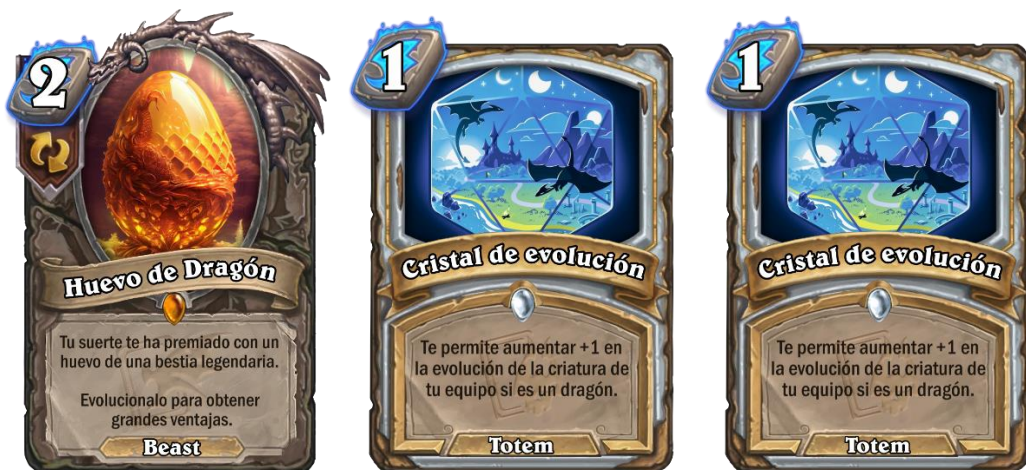 2
Huevo de Dragón
Tu suerte te ha premiado con un
huevo de una bestia legendaria.
Evolucionalo para obtener
grandes ventajas.
Beast
1
Cristal de evolución
Te permite aumentar +1 en
la evolución de la criatura de
tu equipo si es un dragón.
Totem
1
Cristal de evolución
Te permite aumentar +1 en
la evolución de la criatura de
tu equipo si es un dragón.
Totem